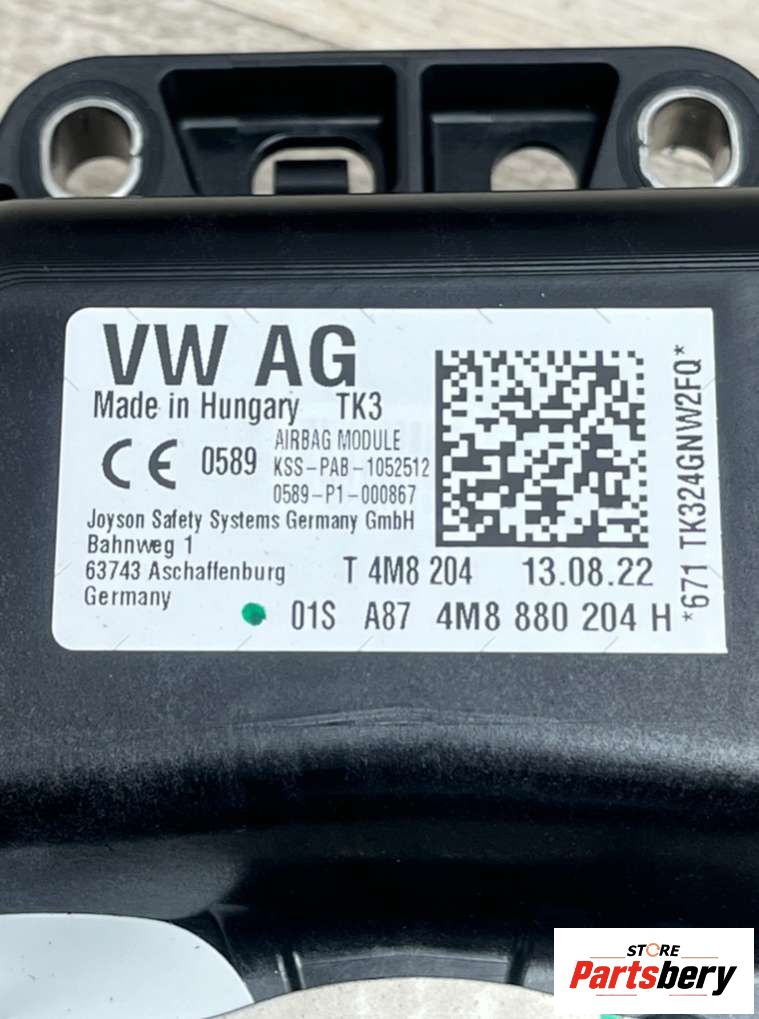 VW AG
Made in Hungary TK3
CE 0589
AIRBAG MODULE
KSS-PAB-1052512
0589-P1-000867
Joyson Safety Systems Germany GmbH
Bahnweg 1
63743 Aschaffenburg
Germany
T 4M8 204 13.08.22
01S A87 4M8 880 204 H
*671 TK324GNW2FQ*
STORE
Partsbery